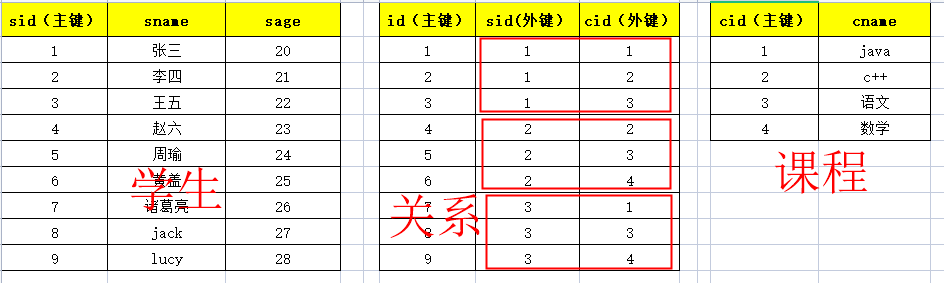 sid（主键） sname sage id（主键） sid(外键） cid（外键） cid（主键） cname
1 张三 20 1 1 1 1 java
2 李四 21 2 1 2 2 c++
3 王五 22 3 1 3 3 语文
4 赵六 23 4 2 2 4 数学
5 周瑜 24 5 2 3
6 黄盖 25 6 2 4
7 诸葛亮 26 7 3 1
8 jack 27 8 3 3
9 lucy 28 9 3 4
学生
关系
课程